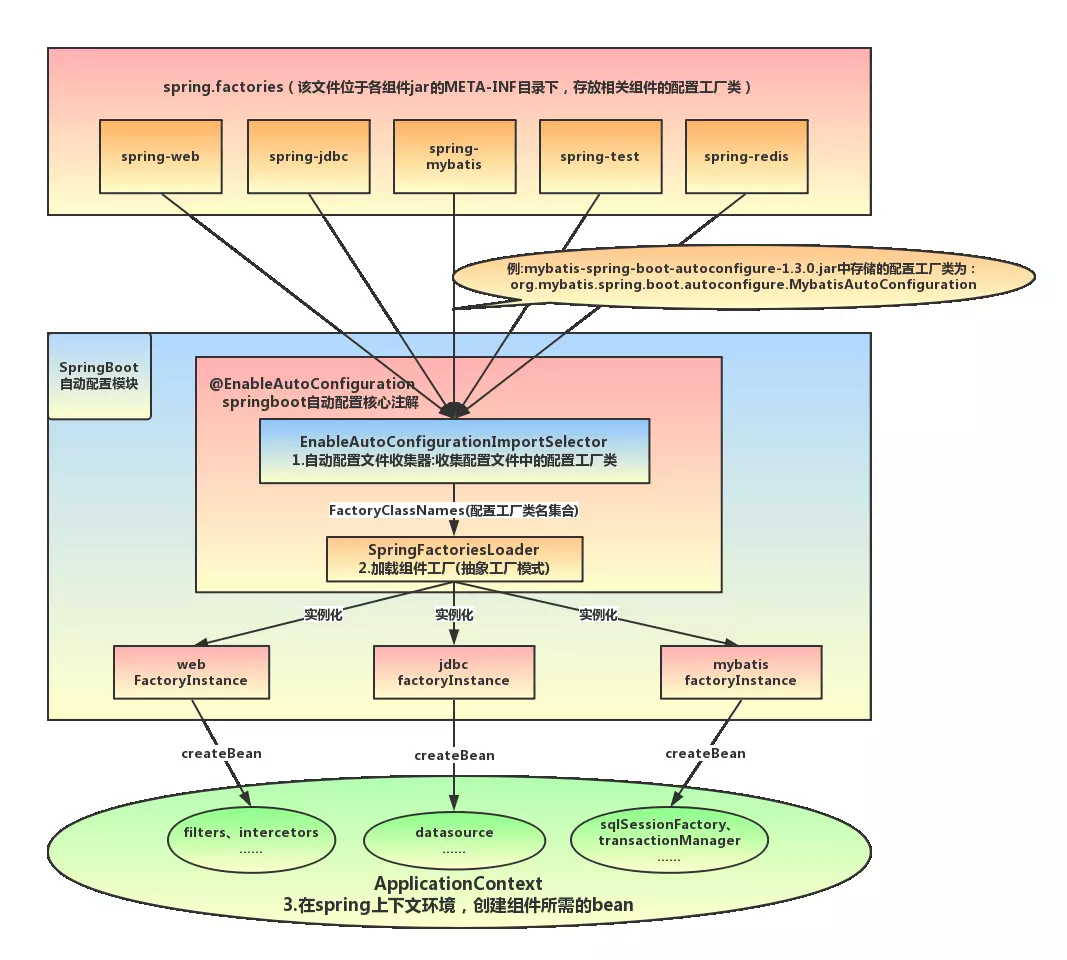 spring.factories（该文件位于各组件jar的META-INF目录下，存放相关组件的配置工厂类）
spring-web
spring-jdbc
spring-
mybatis
spring-test
spring-redis
例:mybatis-spring-boot-autoconfigure-1.3.0.jar中存储的配置工厂类为：
org.mybatis.spring.boot.autoconfigure.MybatisAutoConfiguration
SpringBoot
自动配置模块
@EnableAutoConfiguration
springboot自动配置核心注解
EnableAutoConfigurationImportSelector
1.自动配置文件收集器:收集配置文件中的配置工厂类
FactoryClassNames(配置工厂类名集合)
SpringFactoriesLoader
2.加载组件工厂(抽象工厂模式)
实例化
实例化
实例化
web
FactoryInstance
jdbc
factoryInstance
mybatis
factoryInstance
createBean
createBean
createBean
filters、intercetors
......
datasource
......
sqlSessionFactory、
transactionManager
......
ApplicationContext
3.在spring上下文环境，创建组件所需的bean